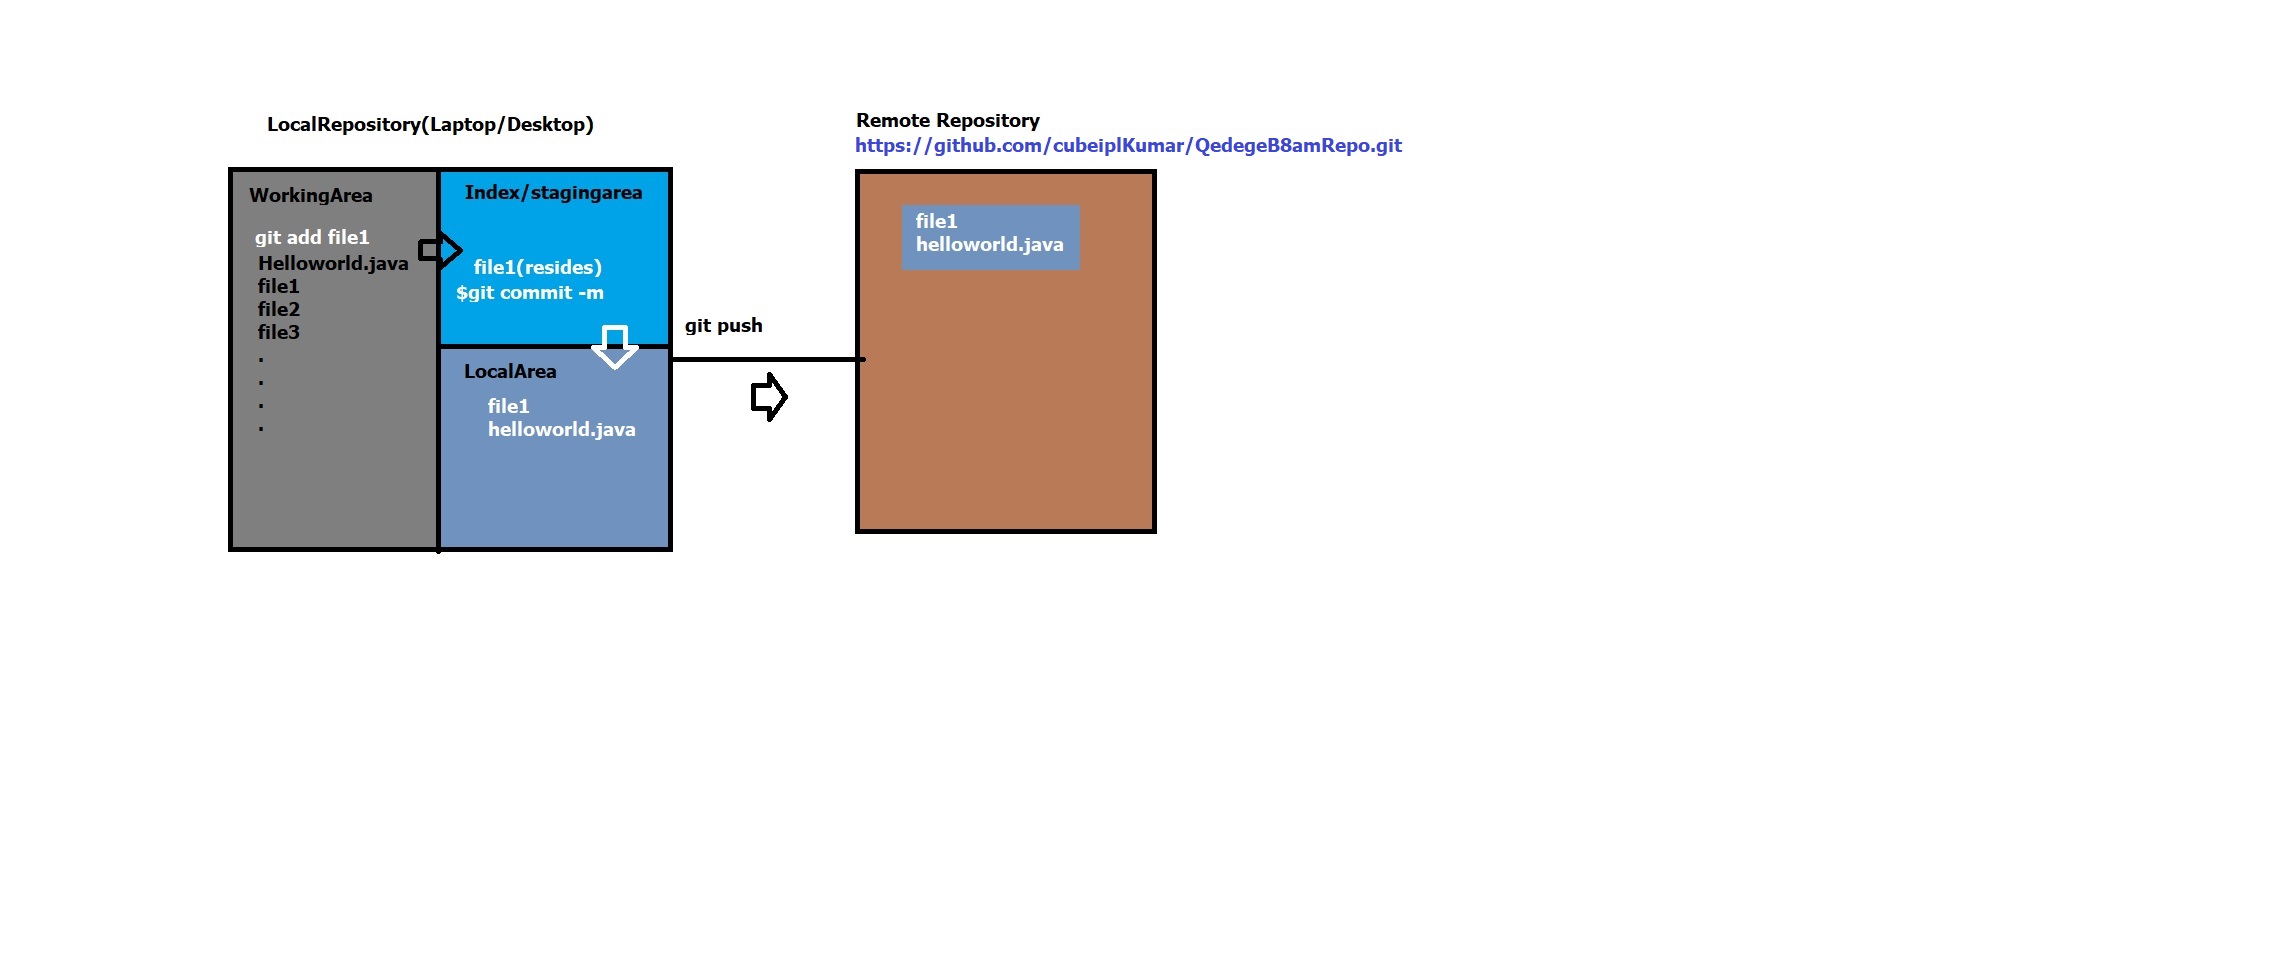 LocalRepository(Laptop/Desktop)
WorkingArea
git add file1
Helloworld.java
file1
file2
file3
.
.
.
.
Index/stagingarea
file1(resides)
$git commit -m
LocalArea
file1
helloworld.java
git push
Remote Repository
https://github.com/cubeiplKumar/QedegeB8amRepo.git
file1
helloworld.java